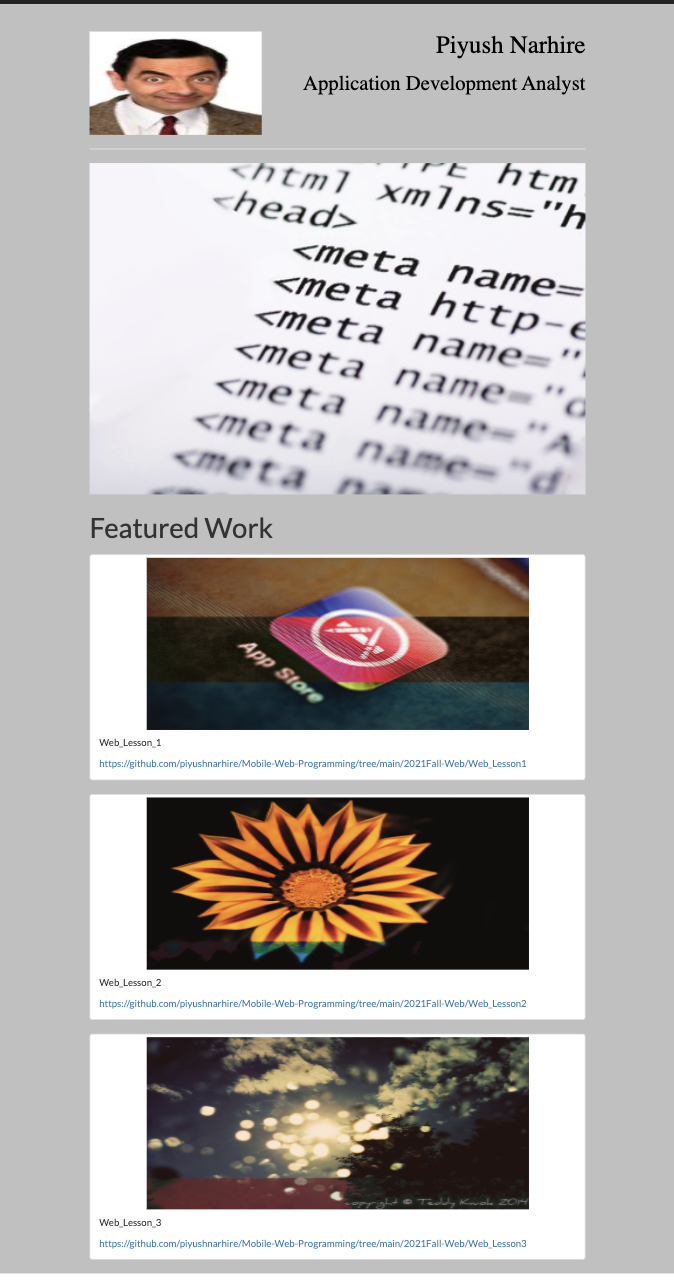 Piyush Narhire
Application Development Analyst
<html xmlns="h
<head>
<meta name=
<meta http-e
<meta name="
<meta name="d
<meta name="A
<meta name="d
<meta
Featured Work
App Store
Web_Lesson_1
https://github.com/piyushnarhire/Mobile-Web-Programming/tree/main/2021Fall-Web/Web_Lesson1
Web_Lesson_2
https://github.com/piyushnarhire/Mobile-Web-Programming/tree/main/2021Fall-Web/Web_Lesson2
copyright © Teddy Kwok 2014
Web_Lesson_3
https://github.com/piyushnarhire/Mobile-Web-Programming/tree/main/2021Fall-Web/Web_Lesson3